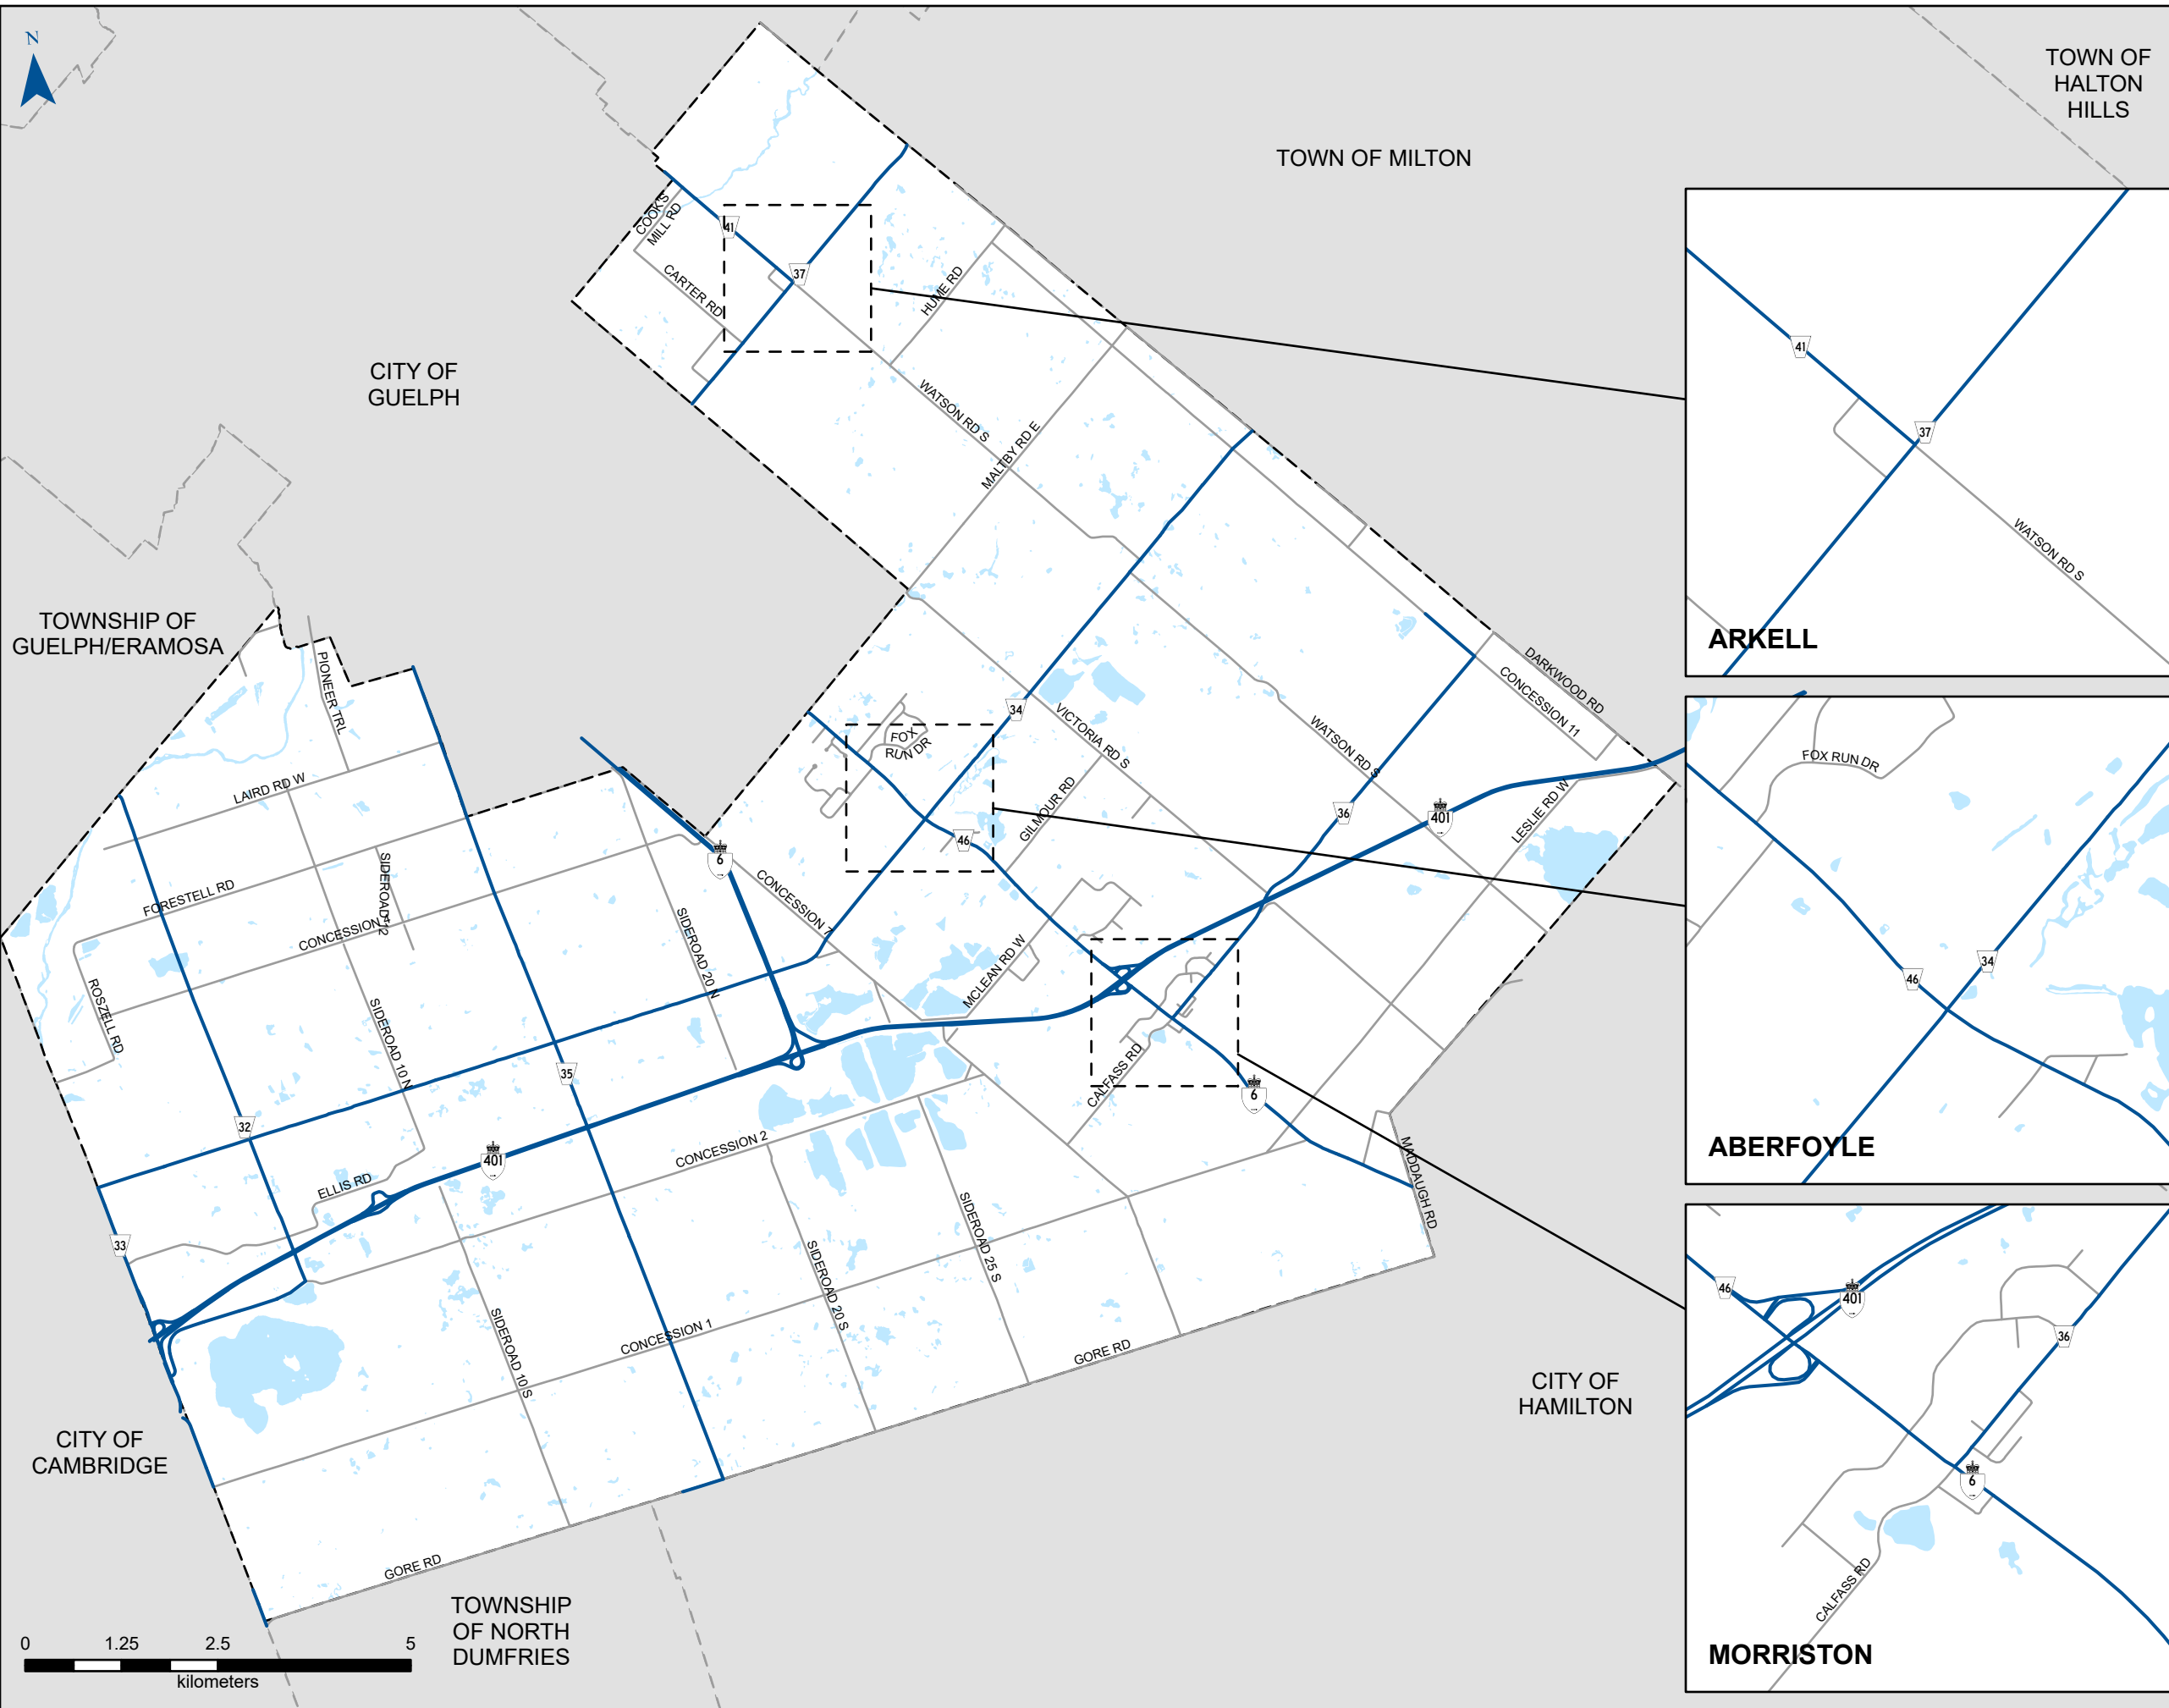 N
TOWN OF
HALTON
HILLS
TOWN OF MILTON
COOK'S
MILL RD
41
37
CARTER RD
HUME RD
CITY OF
GUELPH
WATSON RD S
MALTBY RD E
TOWNSHIP OF
GUELPH/ERAMOSA
PIONEER TRL
DARKWOOD RD
CONCESSION 11
34
VICTORIA RD S
FOX
RUN DR
WATSON RD S
LAIRD RD W
GILMOUR RD
36
401
LESLIE RD W
46
6
SIDEROAD 12
FORESTELL RD
CONCESSION 4
CONCESSION 7
SIDEROAD 20 N
MCLEAN RD W
ROSZELL RD
SIDEROAD 10 N
35
CALFASS RD
6
32
CONCESSION 2
401
ELLIS RD
MADDAUGH RD
33
SIDEROAD 25 S
SIDEROAD 20 S
SIDEROAD 10 S
CONCESSION 1
GORE RD
CITY OF
HAMILTON
CITY OF
CAMBRIDGE
GORE RD
TOWNSHIP
OF NORTH
DUMFRIES
0 1.25 2.5 5
kilometers
41
37
WATSON RD S
ARKELL
FOX RUN DR
34
46
ABERFOYLE
46
401
36
6
CALFASS RD
MORRISTON